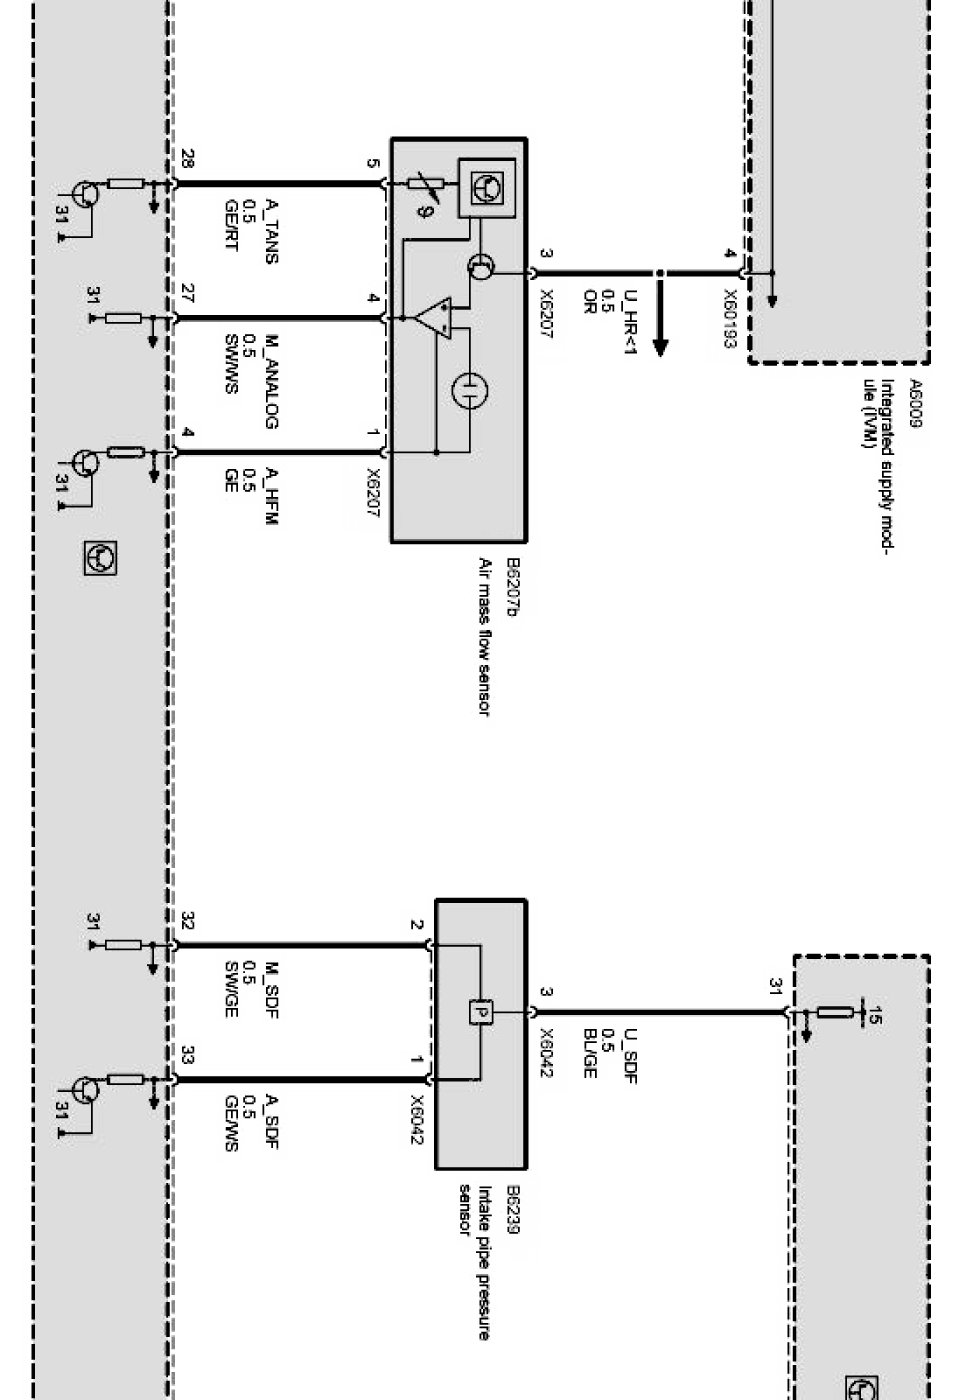 A6009
Integrated supply mod-
ule (IVM)
4
X60193
U_HR<1
0.5
OR
3
X6207
B6207b
Air mass flow sensor
ϑ
5
4
1
X6207
A_TANS
0.5
GE/RT
M_ANALOG
0.5
SW/WS
A_HFM
0.5
GE
28
27
4
31
31
31
15
31
U_SDF
0.5
BL/GE
3
X6042
B6239
Intake pipe pressure
sensor
P
2
1
X6042
M_SDF
0.5
SW/GE
A_SDF
0.5
GE/WS
32
33
31
31